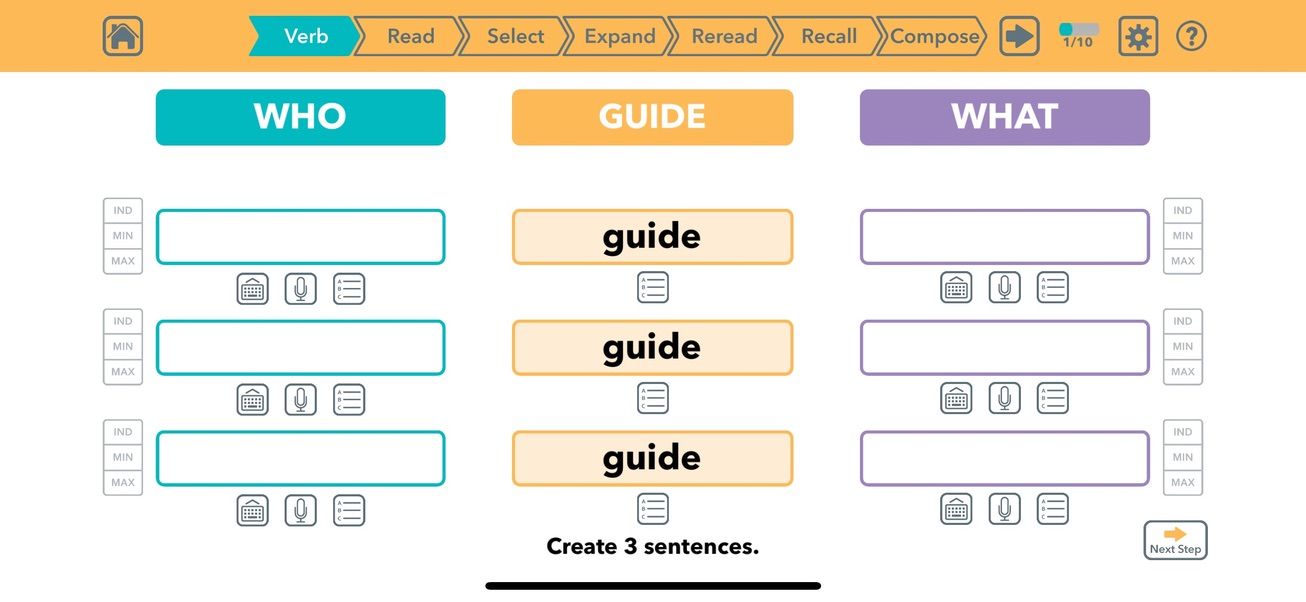 Verb Read Select Expand Reread Recall Compose 1/10 ?
WHO GUIDE WHAT
IND IND
MIN guide MIN
MAX MAX
IND IND
MIN guide MIN
MAX MAX
IND IND
MIN guide MIN
MAX MAX
Create 3 sentences.
Next Step